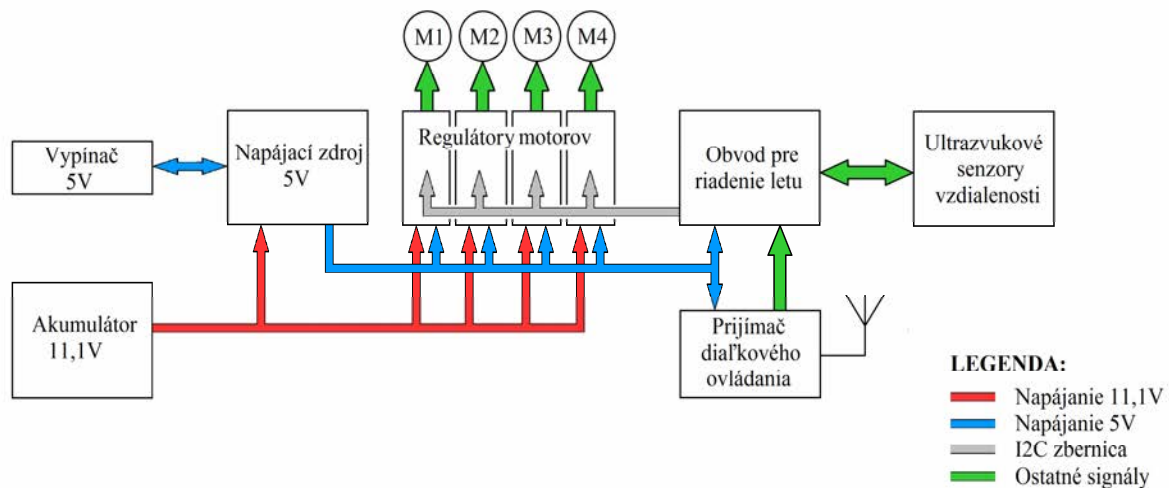 M1 M2 M3 M4
Vypínač
5V
Napájací zdroj
5V
Regulátory motorov
Obvod pre
riadenie letu
Ultrazvukové
senzory
vzdialenosti
Akumulátor
11,1V
Prijímač
diaľkového
ovládania
LEGENDA:
Napájanie 11,1V
Napájanie 5V
I2C zbernica
Ostatné signály